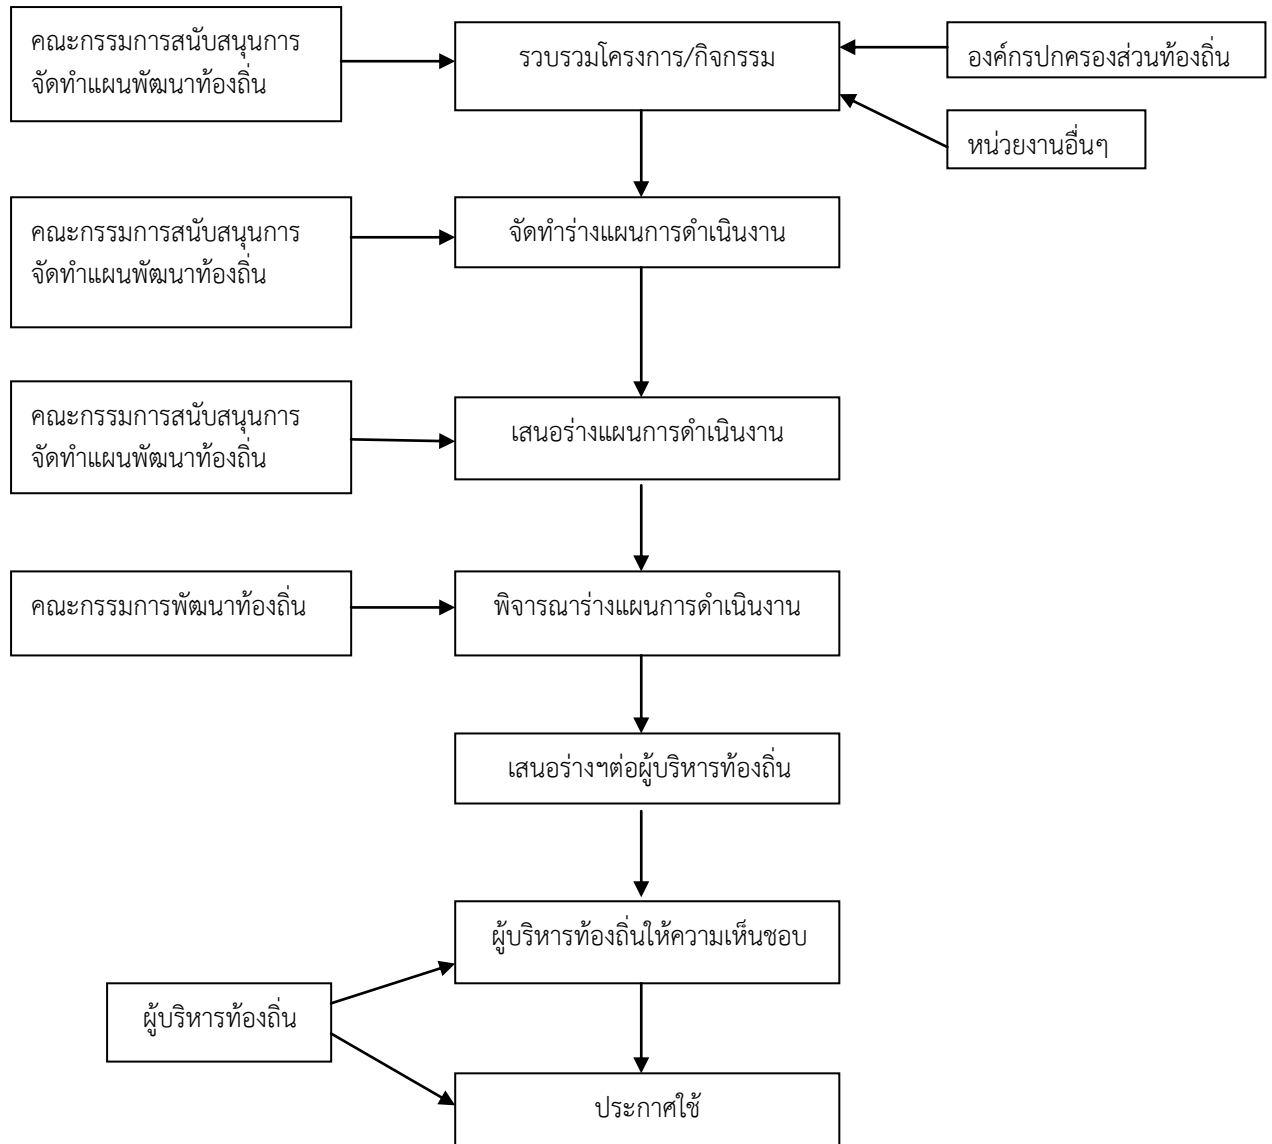 คณะกรรมการสนับสนุนการ
จัดทำแผนพัฒนาท้องถิ่น
รวบรวมโครงการ/กิจกรรม
องค์กรปกครองส่วนท้องถิ่น
หน่วยงานอื่นๆ
คณะกรรมการสนับสนุนการ
จัดทำแผนพัฒนาท้องถิ่น
จัดทำร่างแผนการดำเนินงาน
คณะกรรมการสนับสนุนการ
จัดทำแผนพัฒนาท้องถิ่น
เสนอร่างแผนการดำเนินงาน
คณะกรรมการพัฒนาท้องถิ่น
พิจารณาร่างแผนการดำเนินงาน
เสนอร่างฯต่อผู้บริหารท้องถิ่น
ผู้บริหารท้องถิ่นให้ความเห็นชอบ
ผู้บริหารท้องถิ่น
ประกาศใช้